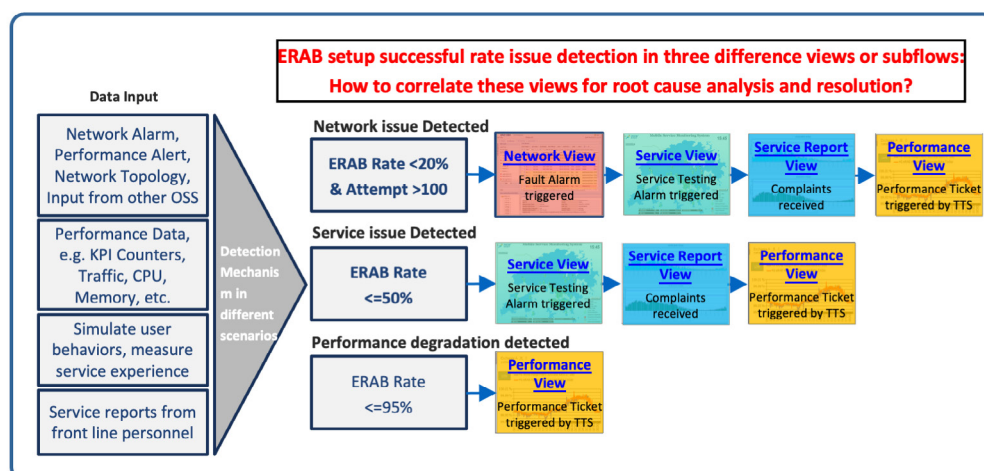 ERAB setup successful rate issue detection in three difference views or subflows:
How to correlate these views for root cause analysis and resolution?
Data Input
Network Alarm,
Performance Alert,
Network Topology,
Input from other OSS
Performance Data,
e.g. KPI Counters,
Traffic, CPU,
Memory, etc.
Simulate user
behaviors, measure
service experience
Service reports from
front line personnel
Detection
Mechanis
m in
different
scenarios
Network issue Detected
ERAB Rate <20%
& Attempt >100
Network View
Fault Alarm
triggered
Service View
Service Testing
Alarm triggered
Service Report
View
Complaints
received
Performance
View
Performance Ticket
triggered by TTS
Service issue Detected
ERAB Rate
<=50%
Service View
Service Testing
Alarm triggered
Service Report
View
Complaints
received
Performance
View
Performance Ticket
triggered by TTS
Performance degradation detected
ERAB Rate
<=95%
Performance
View
Performance Ticket
triggered by TTS